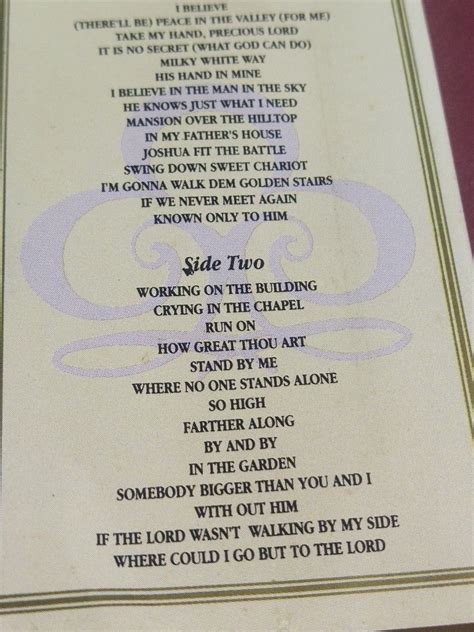 I BELIEVE
(THERE'LL BE) PEACE IN THE VALLEY (FOR ME)
TAKE MY HAND, PRECIOUS LORD
IT IS NO SECRET (WHAT GOD CAN DO)
MILKY WHITE WAY
HIS HAND IN MINE
I BELIEVE IN THE MAN IN THE SKY
HE KNOWS JUST WHAT I NEED
MANSION OVER THE HILLTOP
IN MY FATHER'S HOUSE
JOSHUA FIT THE BATTLE
SWING DOWN SWEET CHARIOT
I'M GONNA WALK DEM GOLDEN STAIRS
IF WE NEVER MEET AGAIN
KNOWN ONLY TO HIM
Side Two
WORKING ON THE BUILDING
CRYING IN THE CHAPEL
RUN ON
HOW GREAT THOU ART
STAND BY ME
WHERE NO ONE STANDS ALONE
SO HIGH
FARTHER ALONG
BY AND BY
IN THE GARDEN
SOMEBODY BIGGER THAN YOU AND I
WITH OUT HIM
IF THE LORD WASN'T WALKING BY MY SIDE
WHERE COULD I GO BUT TO THE LORD